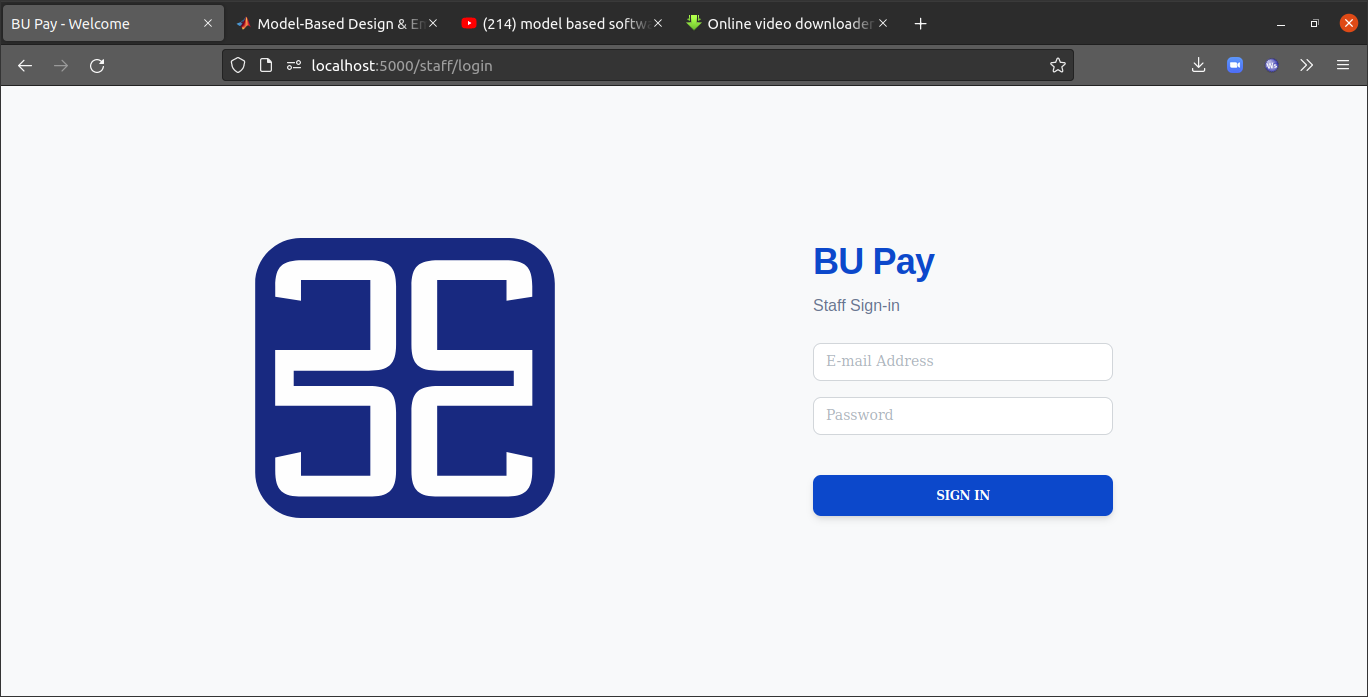 BU Pay - Welcome
Model-Based Design & En
(214) model based softwa
Online video downloader
localhost:5000/staff/login
BU Pay
Staff Sign-in
E-mail Address
Password
SIGN IN